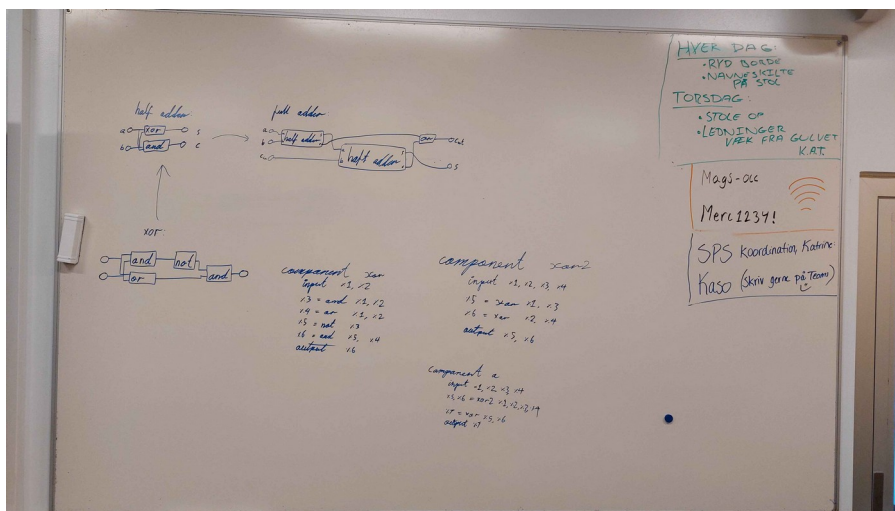 half adder
a xor s
b and c
full adder:
a half adder
b
or
out
half adder
s
xor:
and not
or and
component xor
input x1, x2
x3 = and x1, x2
x4 = or x1, x2
x5 = not x3
x6 = and x5, x4
output x6
component xor2
input x1, x2, x3, x4
x5 = xor x1, x3
x6 = xor x2, x4
output x5, x6
component a
input x1, x2, x3, x4
x5, x6 = xor2 x1, x2, x3, x4
x7 = xor x5, x6
output x7
HVER DAG:
• RYD BORDE
• NAVNESKILTE
PÅ STOL
TORSDAG:
• STOLE OP
• LEDNINGER
VÆK FRA GULVET
KAT.
Mags-OLC
Merc1234!
SPS Koordination, Katrine
Kaso (skriv gerne på Teams)